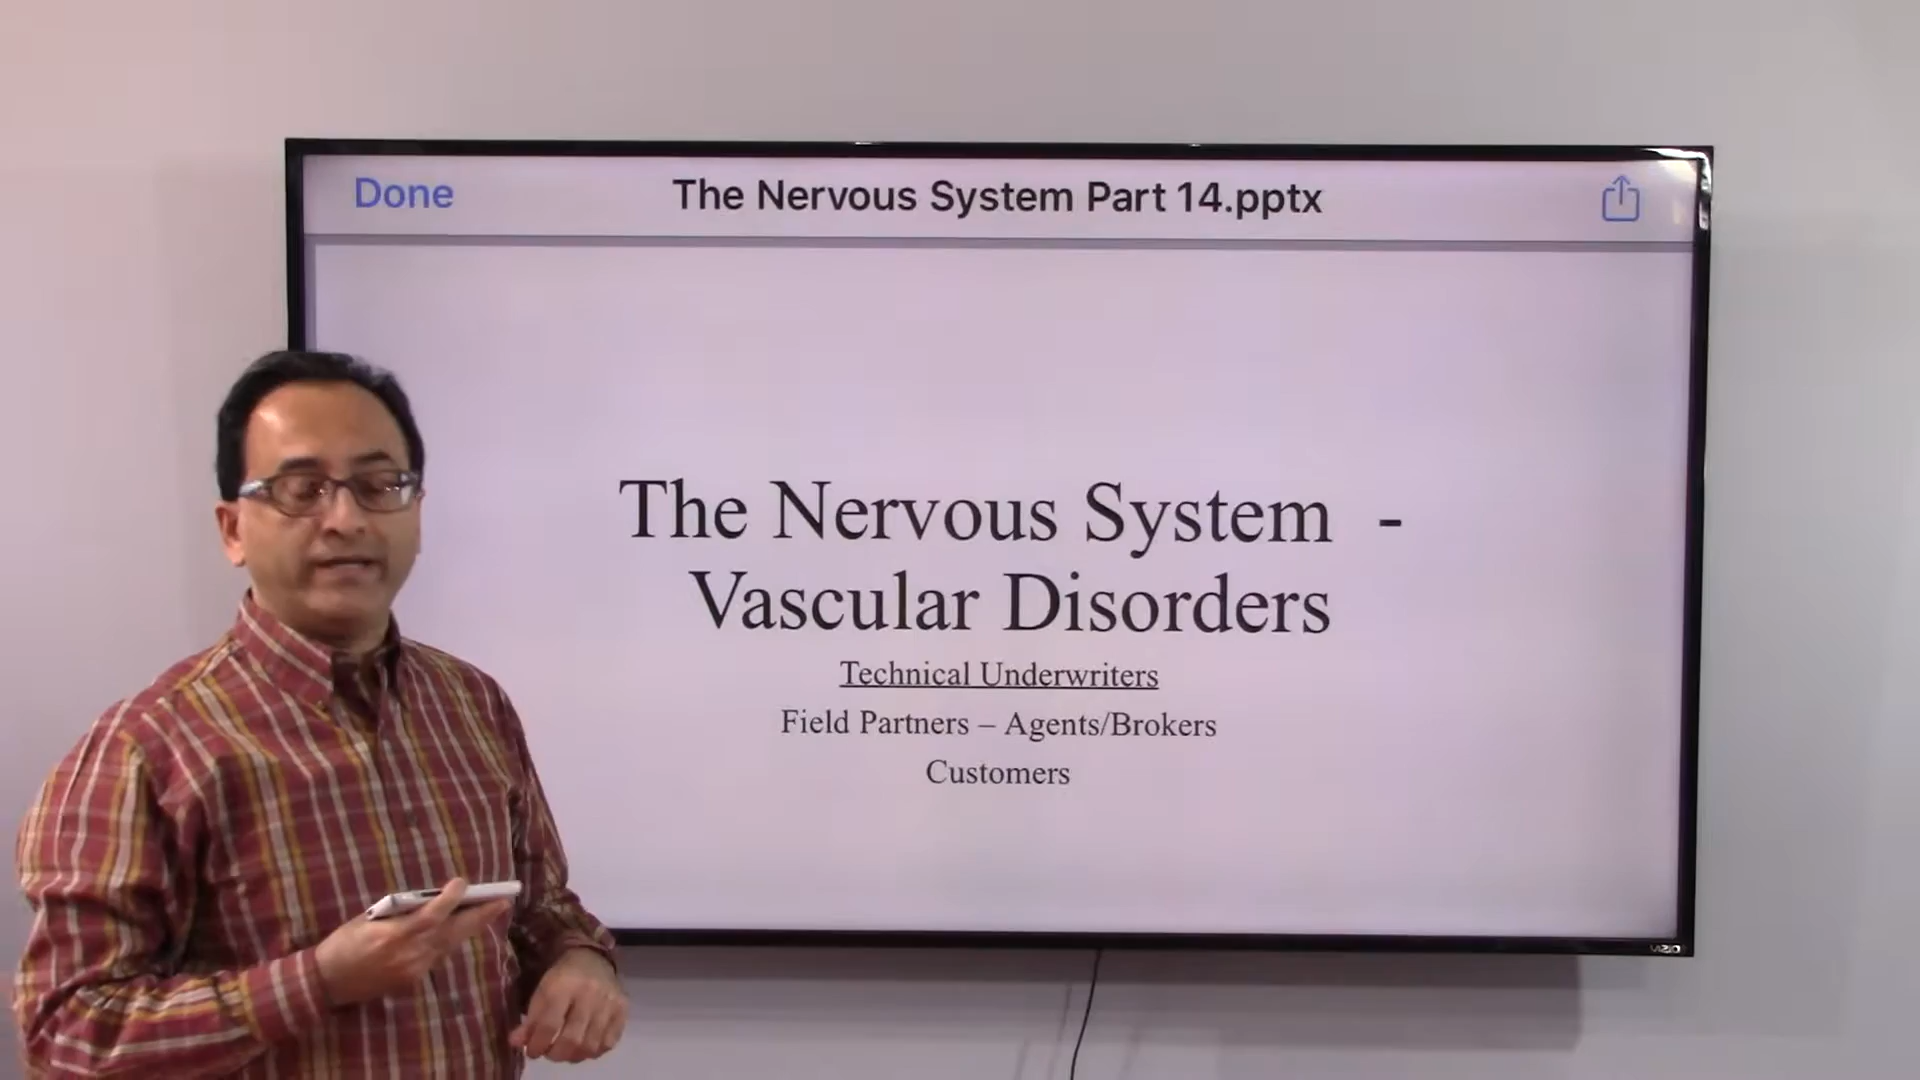 Done
The Nervous System Part 14.pptx
The Nervous System -
Vascular Disorders
Technical Underwriters
Field Partners – Agents/Brokers
Customers
VIZIO